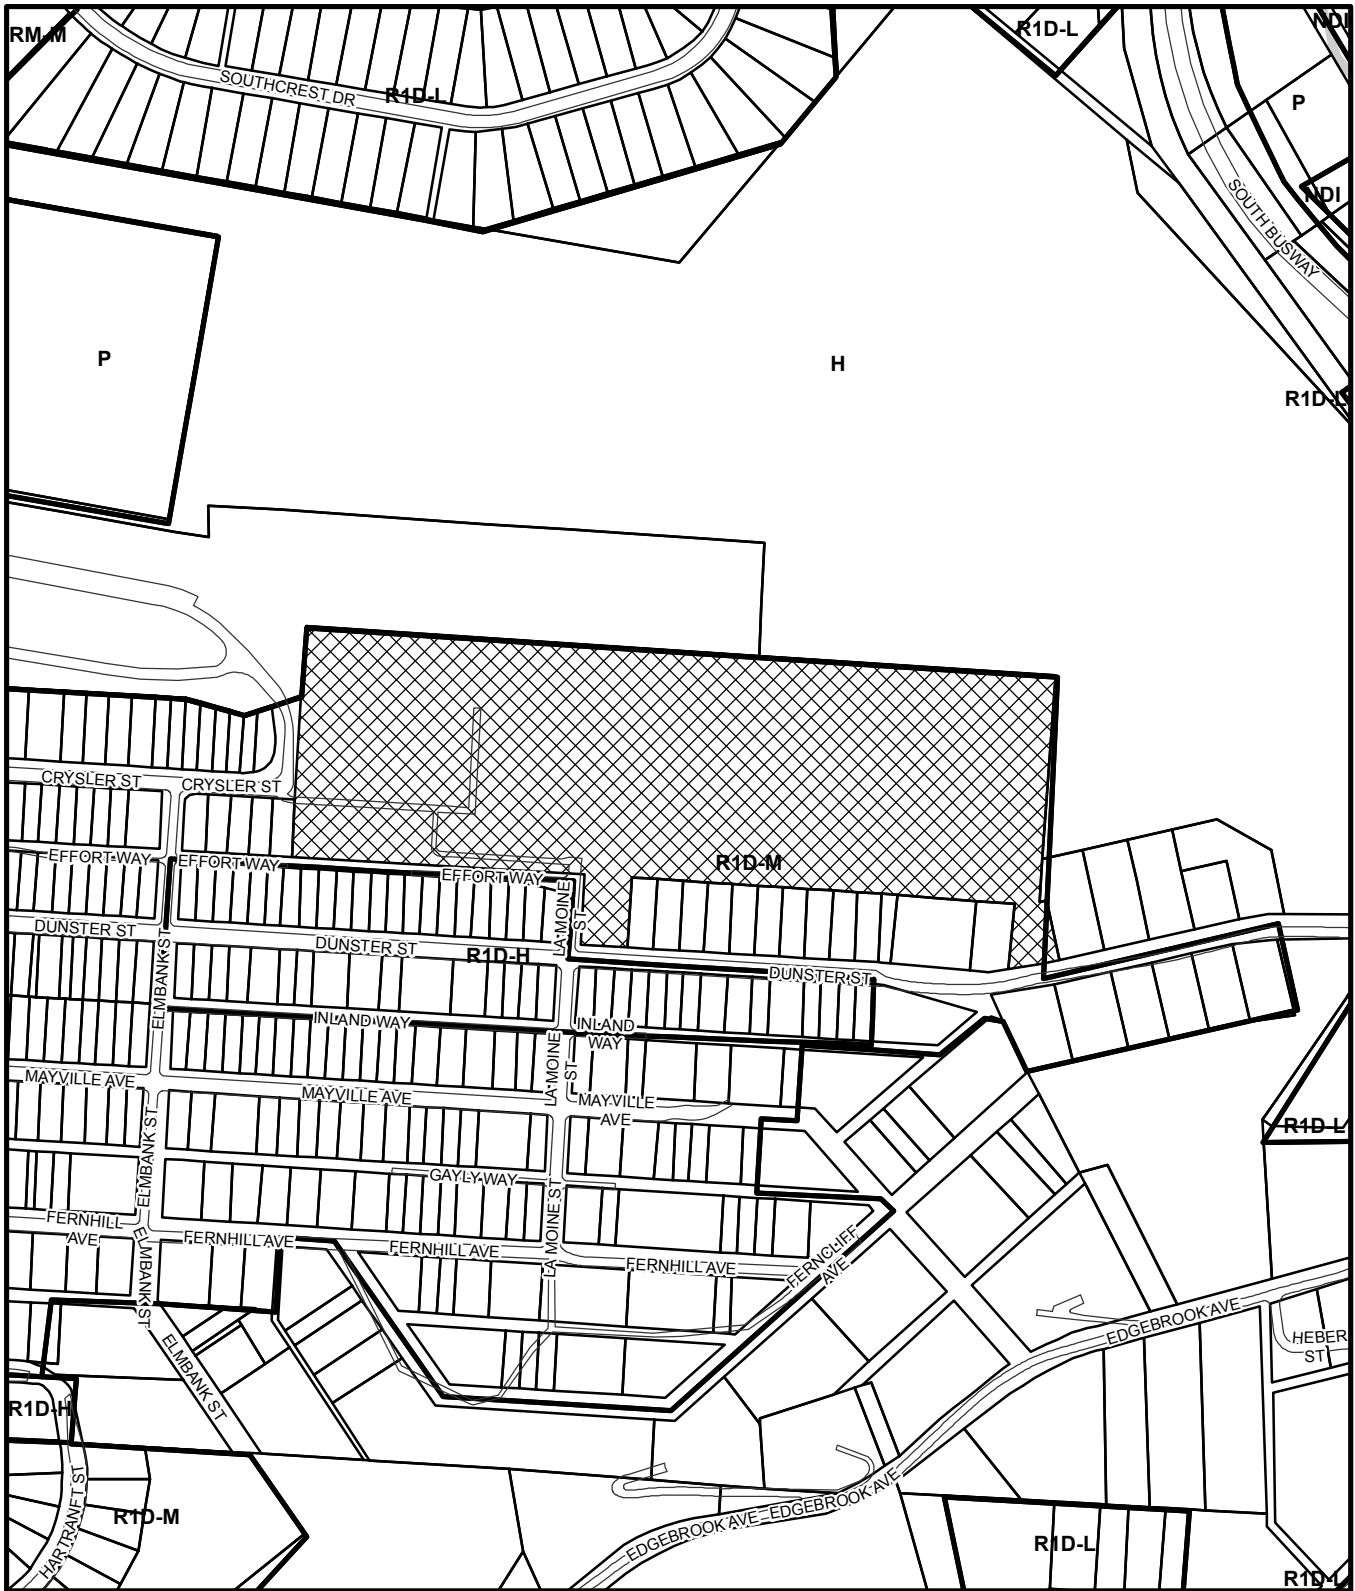 RM-M
R1D-L
NDI
SOUTHCREST DR
R1D-L
P
NDI
SOUTH BUSWAY
P
H
R1D-L
CRYSLER ST
CRYSLER ST
EFFORT WAY
EFFORT WAY
EFFORT WAY
R1D-M
LA MOINE
ST
DUNSTER ST
DUNSTER ST
R1D-H
DUNSTER ST
ELMBANK ST
INLAND WAY
INLAND
WAY
LA MOINE
ST
MAYVILLE AVE
MAYVILLE AVE
MAYVILLE
AVE
R1D-L
ELMBANK ST
GAYLY WAY
FERNHILL
AVE
FERNHILL AVE
FERNHILL AVE
LA MOINE ST
FERNHILL AVE
FERNCLIFF
AVE
ELMBANK ST
ELMBANK ST
EDGEBROOK AVE
HEBER
ST
R1D-H
HARTRANFT ST
R1D-M
EDGEBROOK AVE
EDGEBROOK AVE
R1D-L
R1D-L